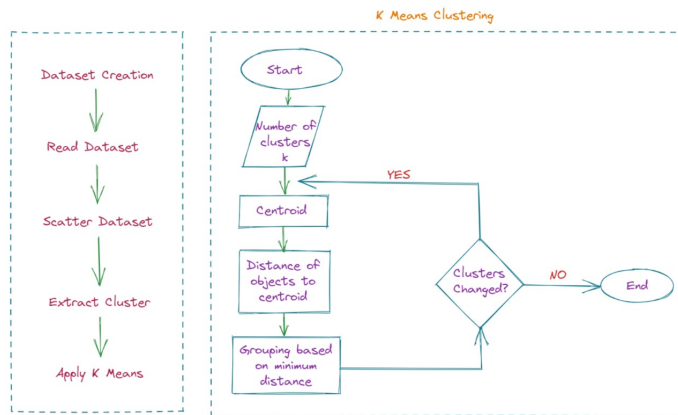 K Means Clustering
Dataset Creation
Read Dataset
Scatter Dataset
Extract Cluster
Apply K Means
Start
Number of
clusters
k
YES
Centroid
Distance of
objects to
centroid
Grouping based
on minimum
distance
Clusters
Changed?
NO
End